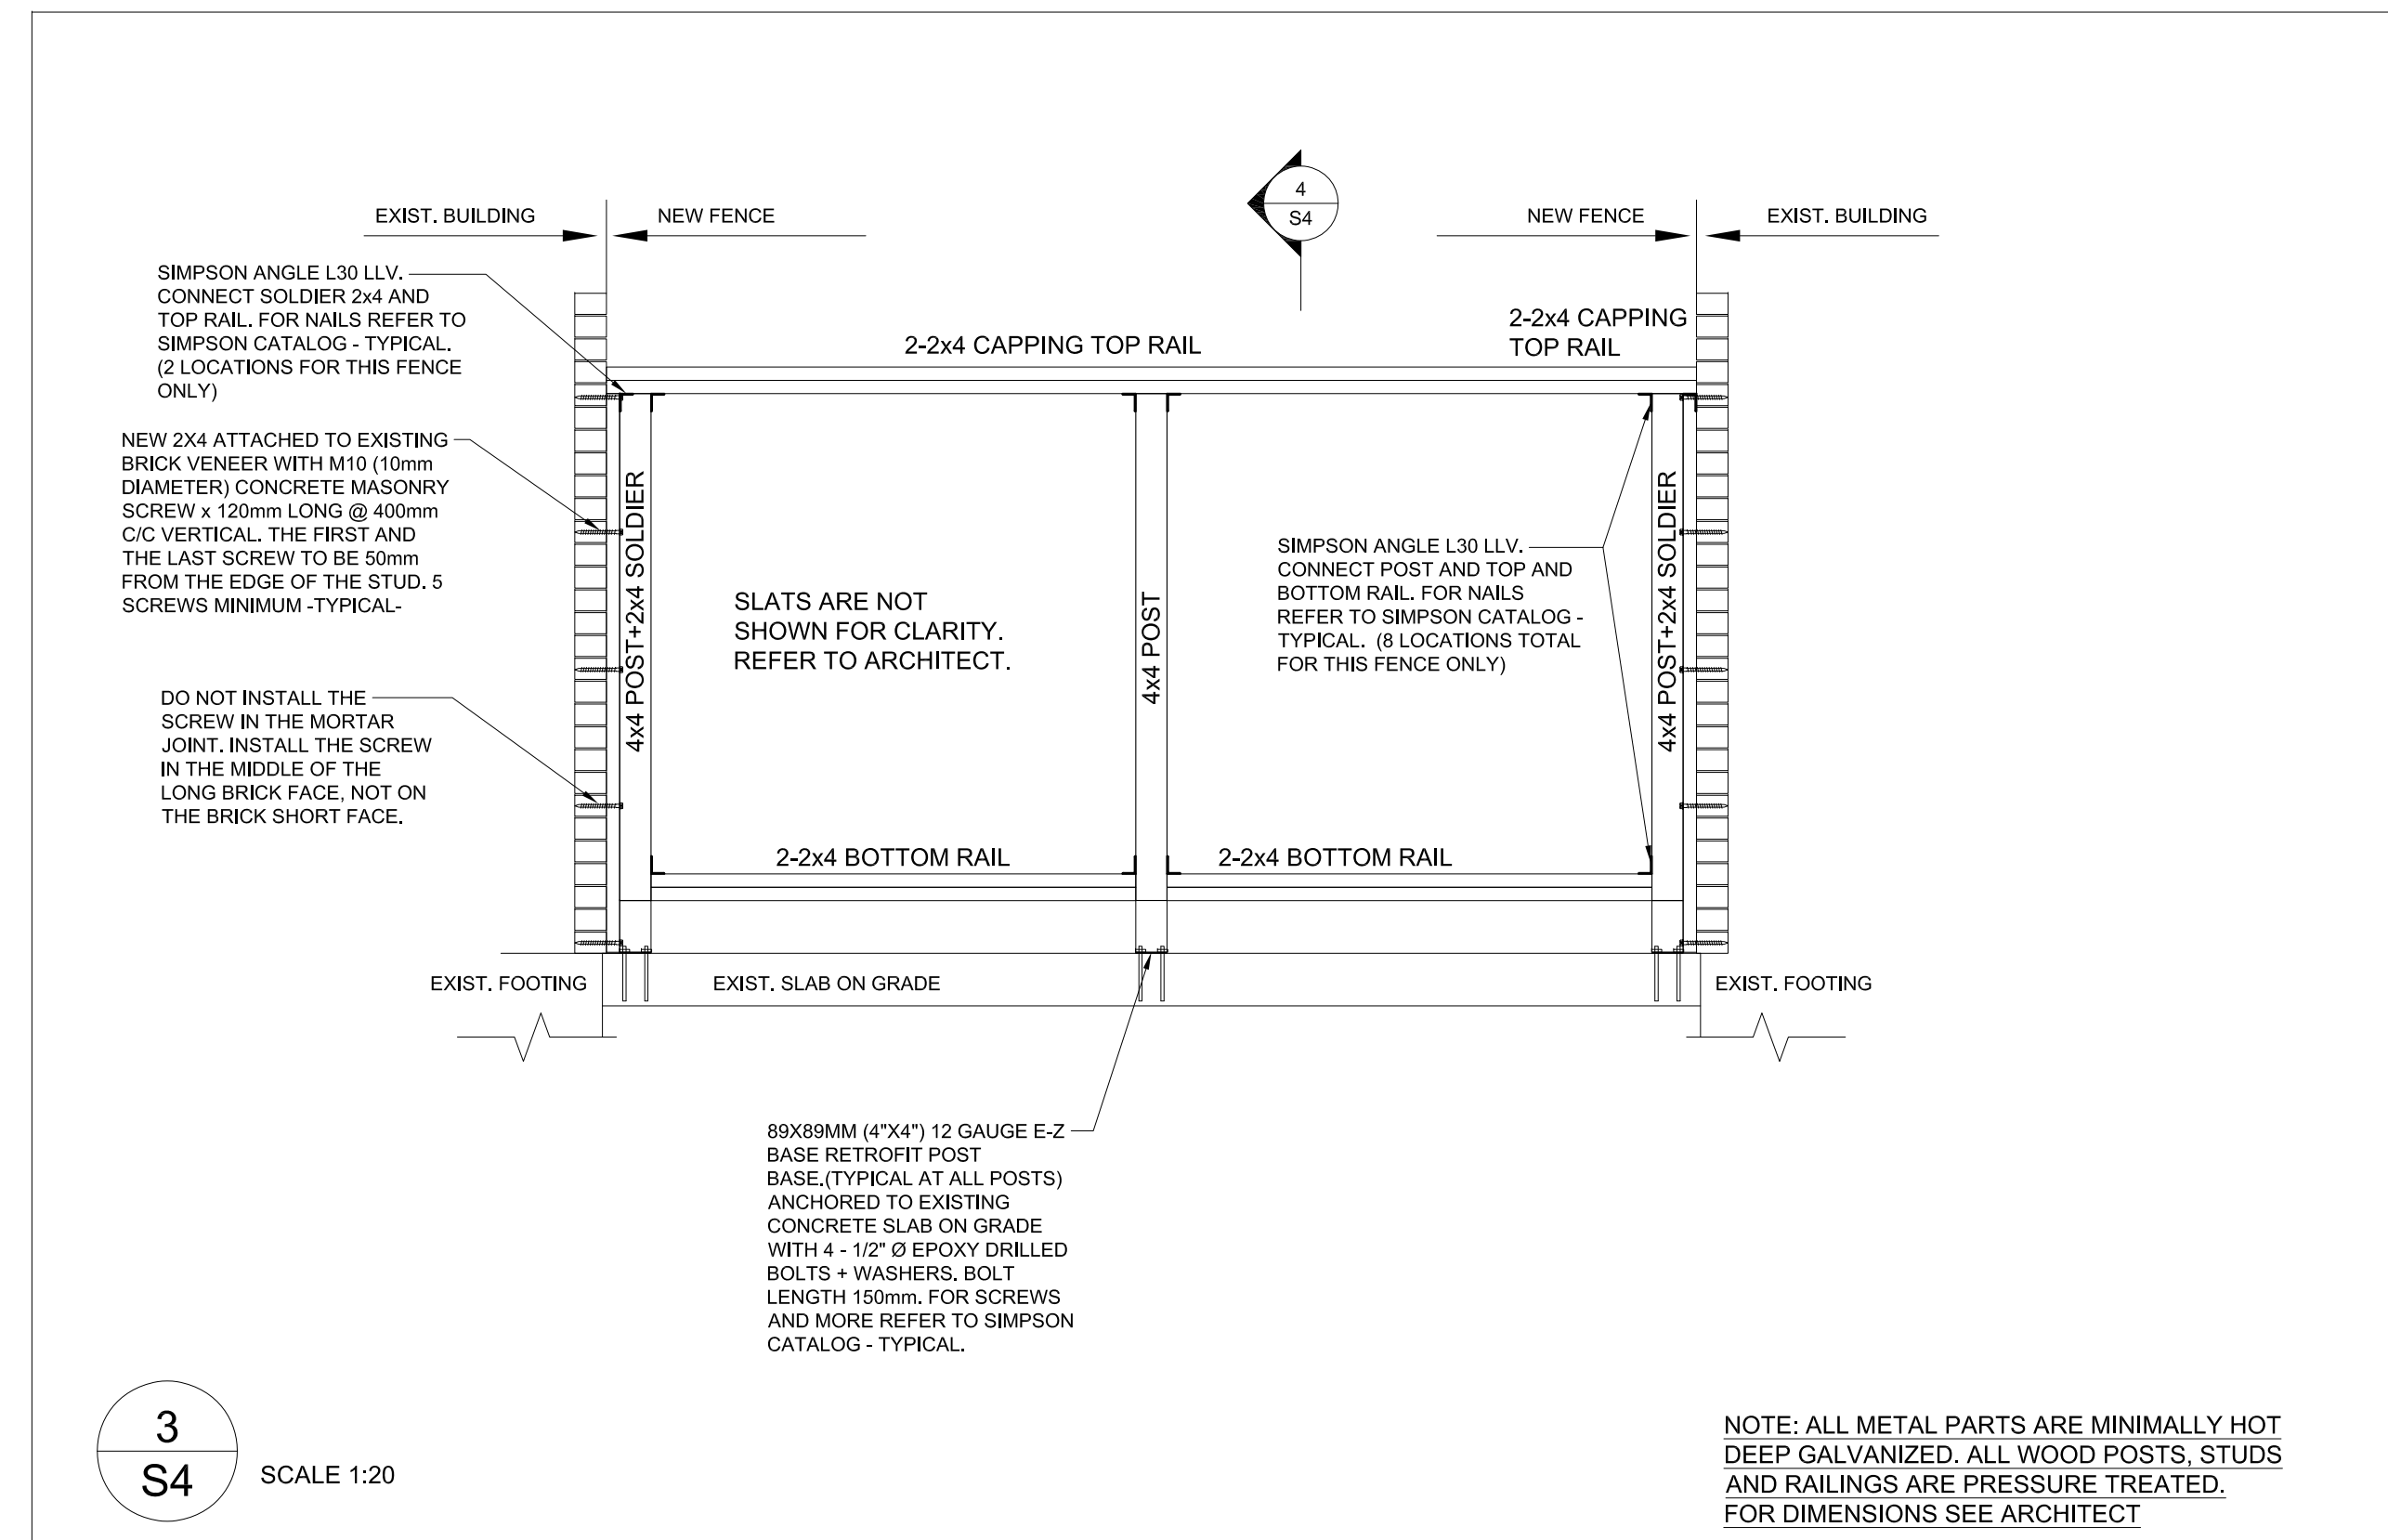 4
S4
EXIST. BUILDING
NEW FENCE
NEW FENCE
EXIST. BUILDING
SIMPSON ANGLE L30 LLV.
CONNECT SOLDIER 2x4 AND
TOP RAIL. FOR NAILS REFER TO
SIMPSON CATALOG - TYPICAL.
(2 LOCATIONS FOR THIS FENCE
ONLY)
2-2x4 CAPPING TOP RAIL
2-2x4 CAPPING
TOP RAIL
NEW 2X4 ATTACHED TO EXISTING
BRICK VENEER WITH M10 (10mm
DIAMETER) CONCRETE MASONRY
SCREW x 120mm LONG @ 400mm
C/C VERTICAL. THE FIRST AND
THE LAST SCREW TO BE 50mm
FROM THE EDGE OF THE STUD. 5
SCREWS MINIMUM -TYPICAL-
4x4 POST+2x4 SOLDIER
SLATS ARE NOT
SHOWN FOR CLARITY.
REFER TO ARCHITECT.
4x4 POST
SIMPSON ANGLE L30 LLV.
CONNECT POST AND TOP AND
BOTTOM RAIL. FOR NAILS
REFER TO SIMPSON CATALOG -
TYPICAL. (8 LOCATIONS TOTAL
FOR THIS FENCE ONLY)
4x4 POST+2x4 SOLDIER
DO NOT INSTALL THE
SCREW IN THE MORTAR
JOINT. INSTALL THE SCREW
IN THE MIDDLE OF THE
LONG BRICK FACE, NOT ON
THE BRICK SHORT FACE.
2-2x4 BOTTOM RAIL
2-2x4 BOTTOM RAIL
EXIST. FOOTING
EXIST. SLAB ON GRADE
EXIST. FOOTING
89X89MM (4"X4") 12 GAUGE E-Z
BASE RETROFIT POST
BASE.(TYPICAL AT ALL POSTS)
ANCHORED TO EXISTING
CONCRETE SLAB ON GRADE
WITH 4 - 1/2" Ø EPOXY DRILLED
BOLTS + WASHERS. BOLT
LENGTH 150mm. FOR SCREWS
AND MORE REFER TO SIMPSON
CATALOG - TYPICAL.
3
S4
SCALE 1:20
NOTE: ALL METAL PARTS ARE MINIMALLY HOT
DEEP GALVANIZED. ALL WOOD POSTS, STUDS
AND RAILINGS ARE PRESSURE TREATED.
FOR DIMENSIONS SEE ARCHITECT